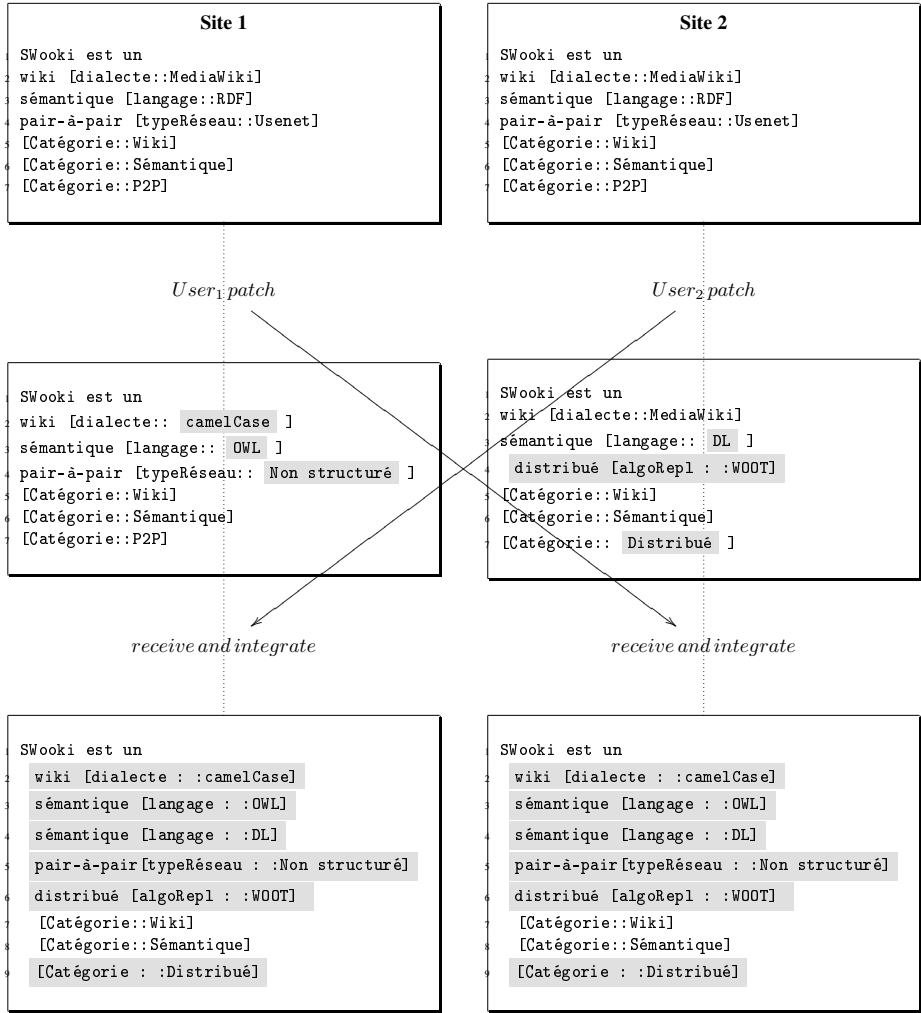 Site 1
1 SWooki est un
2 wiki [dialecte::MediaWiki]
3 sémantique [langage::RDF]
4 pair-à-pair [typeRéseau::Usenet]
5 [Catégorie::Wiki]
6 [Catégorie::Sémantique]
7 [Catégorie::P2P]
Site 2
1 SWooki est un
2 wiki [dialecte::MediaWiki]
3 sémantique [langage::RDF]
4 pair-à-pair [typeRéseau::Usenet]
5 [Catégorie::Wiki]
6 [Catégorie::Sémantique]
7 [Catégorie::P2P]
User1 patch
User2 patch
1 SWooki est un
2 wiki [dialecte:: camelCase ]
3 sémantique [langage:: OWL ]
4 pair-à-pair [typeRéseau:: Non structuré ]
5 [Catégorie::Wiki]
6 [Catégorie::Sémantique]
7 [Catégorie::P2P]
1 SWooki est un
2 wiki [dialecte::MediaWiki]
3 sémantique [langage:: DL ]
4 distribué [algoRepl : :WOOT]
5 [Catégorie::Wiki]
6 [Catégorie::Sémantique]
7 [Catégorie:: Distribué ]
receive and integrate
receive and integrate
1 SWooki est un
2 wiki [dialecte : :camelCase]
3 sémantique [langage : :OWL]
4 sémantique [langage : :DL]
5 pair-à-pair[typeRéseau : :Non structuré]
6 distribué [algoRepl : :WOOT]
7 [Catégorie::Wiki]
8 [Catégorie::Sémantique]
9 [Catégorie : :Distribué]
1 SWooki est un
2 wiki [dialecte : :camelCase]
3 sémantique [langage : :OWL]
4 sémantique [langage : :DL]
5 pair-à-pair[typeRéseau : :Non structuré]
6 distribué [algoRepl : :WOOT]
7 [Catégorie::Wiki]
8 [Catégorie::Sémantique]
9 [Catégorie : :Distribué]